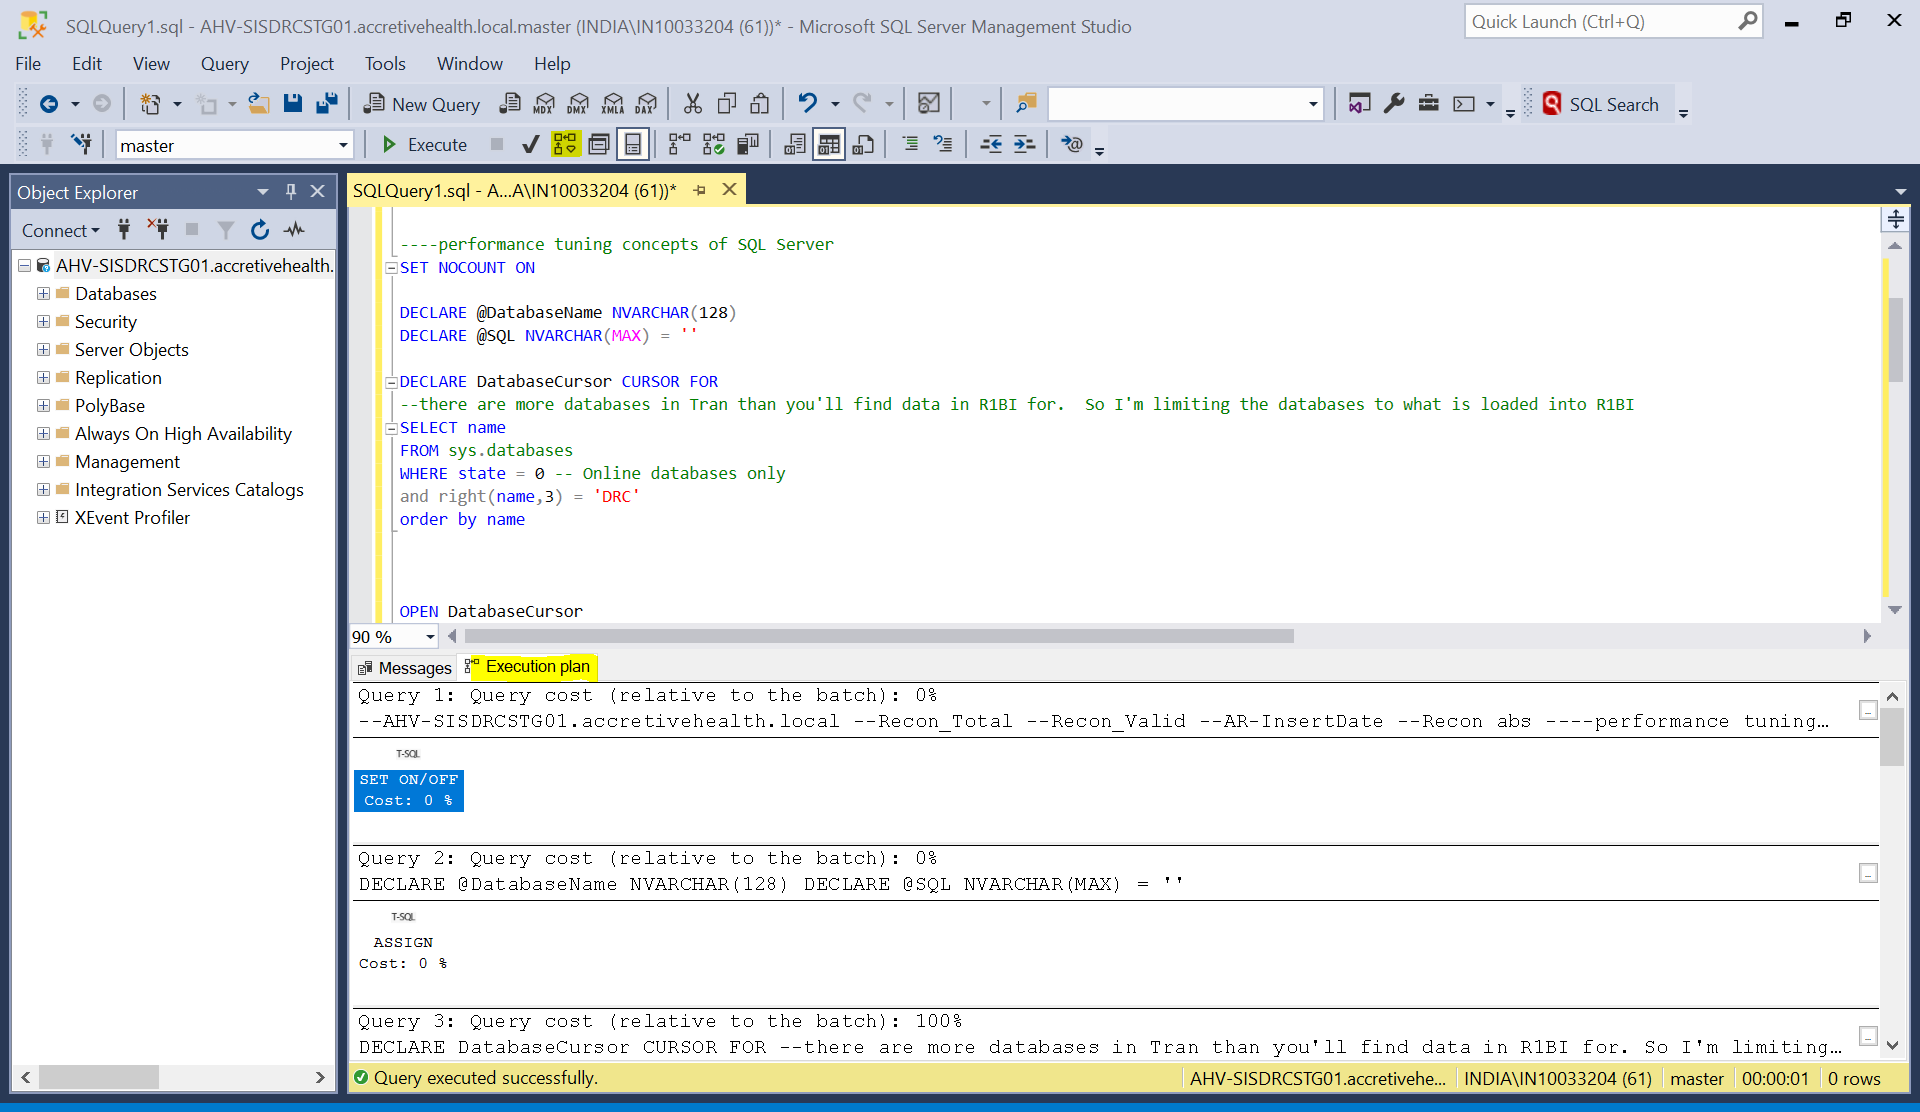 SQLQuery1.sql - AHV-SISDRCSTG01.accretivehealth.local.master (INDIA\IN10033204 (61))* - Microsoft SQL Server Management Studio
Quick Launch (Ctrl+Q)
File Edit View Query Project Tools Window Help
New Query MDX DMX XMLA DAX SQL Search
master Execute
Object Explorer
Connect
AHV-SISDRCSTG01.accretivehealth.
Databases
Security
Server Objects
Replication
PolyBase
Always On High Availability
Management
Integration Services Catalogs
XEvent Profiler
SQLQuery1.sql - A...A\IN10033204 (61))*
----performance tuning concepts of SQL Server
SET NOCOUNT ON
DECLARE @DatabaseName NVARCHAR(128)
DECLARE @SQL NVARCHAR(MAX) = ''
DECLARE DatabaseCursor CURSOR FOR
--there are more databases in Tran than you'll find data in R1BI for.  So I'm limiting the databases to what is loaded into R1BI
SELECT name
FROM sys.databases
WHERE state = 0 -- Online databases only
and right(name,3) = 'DRC'
order by name
OPEN DatabaseCursor
90 %
Messages Execution plan
Query 1: Query cost (relative to the batch): 0%
--AHV-SISDRCSTG01.accretivehealth.local --Recon_Total --Recon_Valid --AR-InsertDate --Recon abs ----performance tuning…
T-SQL
SET ON/OFF
Cost: 0 %
Query 2: Query cost (relative to the batch): 0%
DECLARE @DatabaseName NVARCHAR(128) DECLARE @SQL NVARCHAR(MAX) = ''
T-SQL
ASSIGN
Cost: 0 %
Query 3: Query cost (relative to the batch): 100%
DECLARE DatabaseCursor CURSOR FOR --there are more databases in Tran than you'll find data in R1BI for. So I'm limiting…
Query executed successfully. AHV-SISDRCSTG01.accretivehe... INDIA\IN10033204 (61) master 00:00:01 0 rows